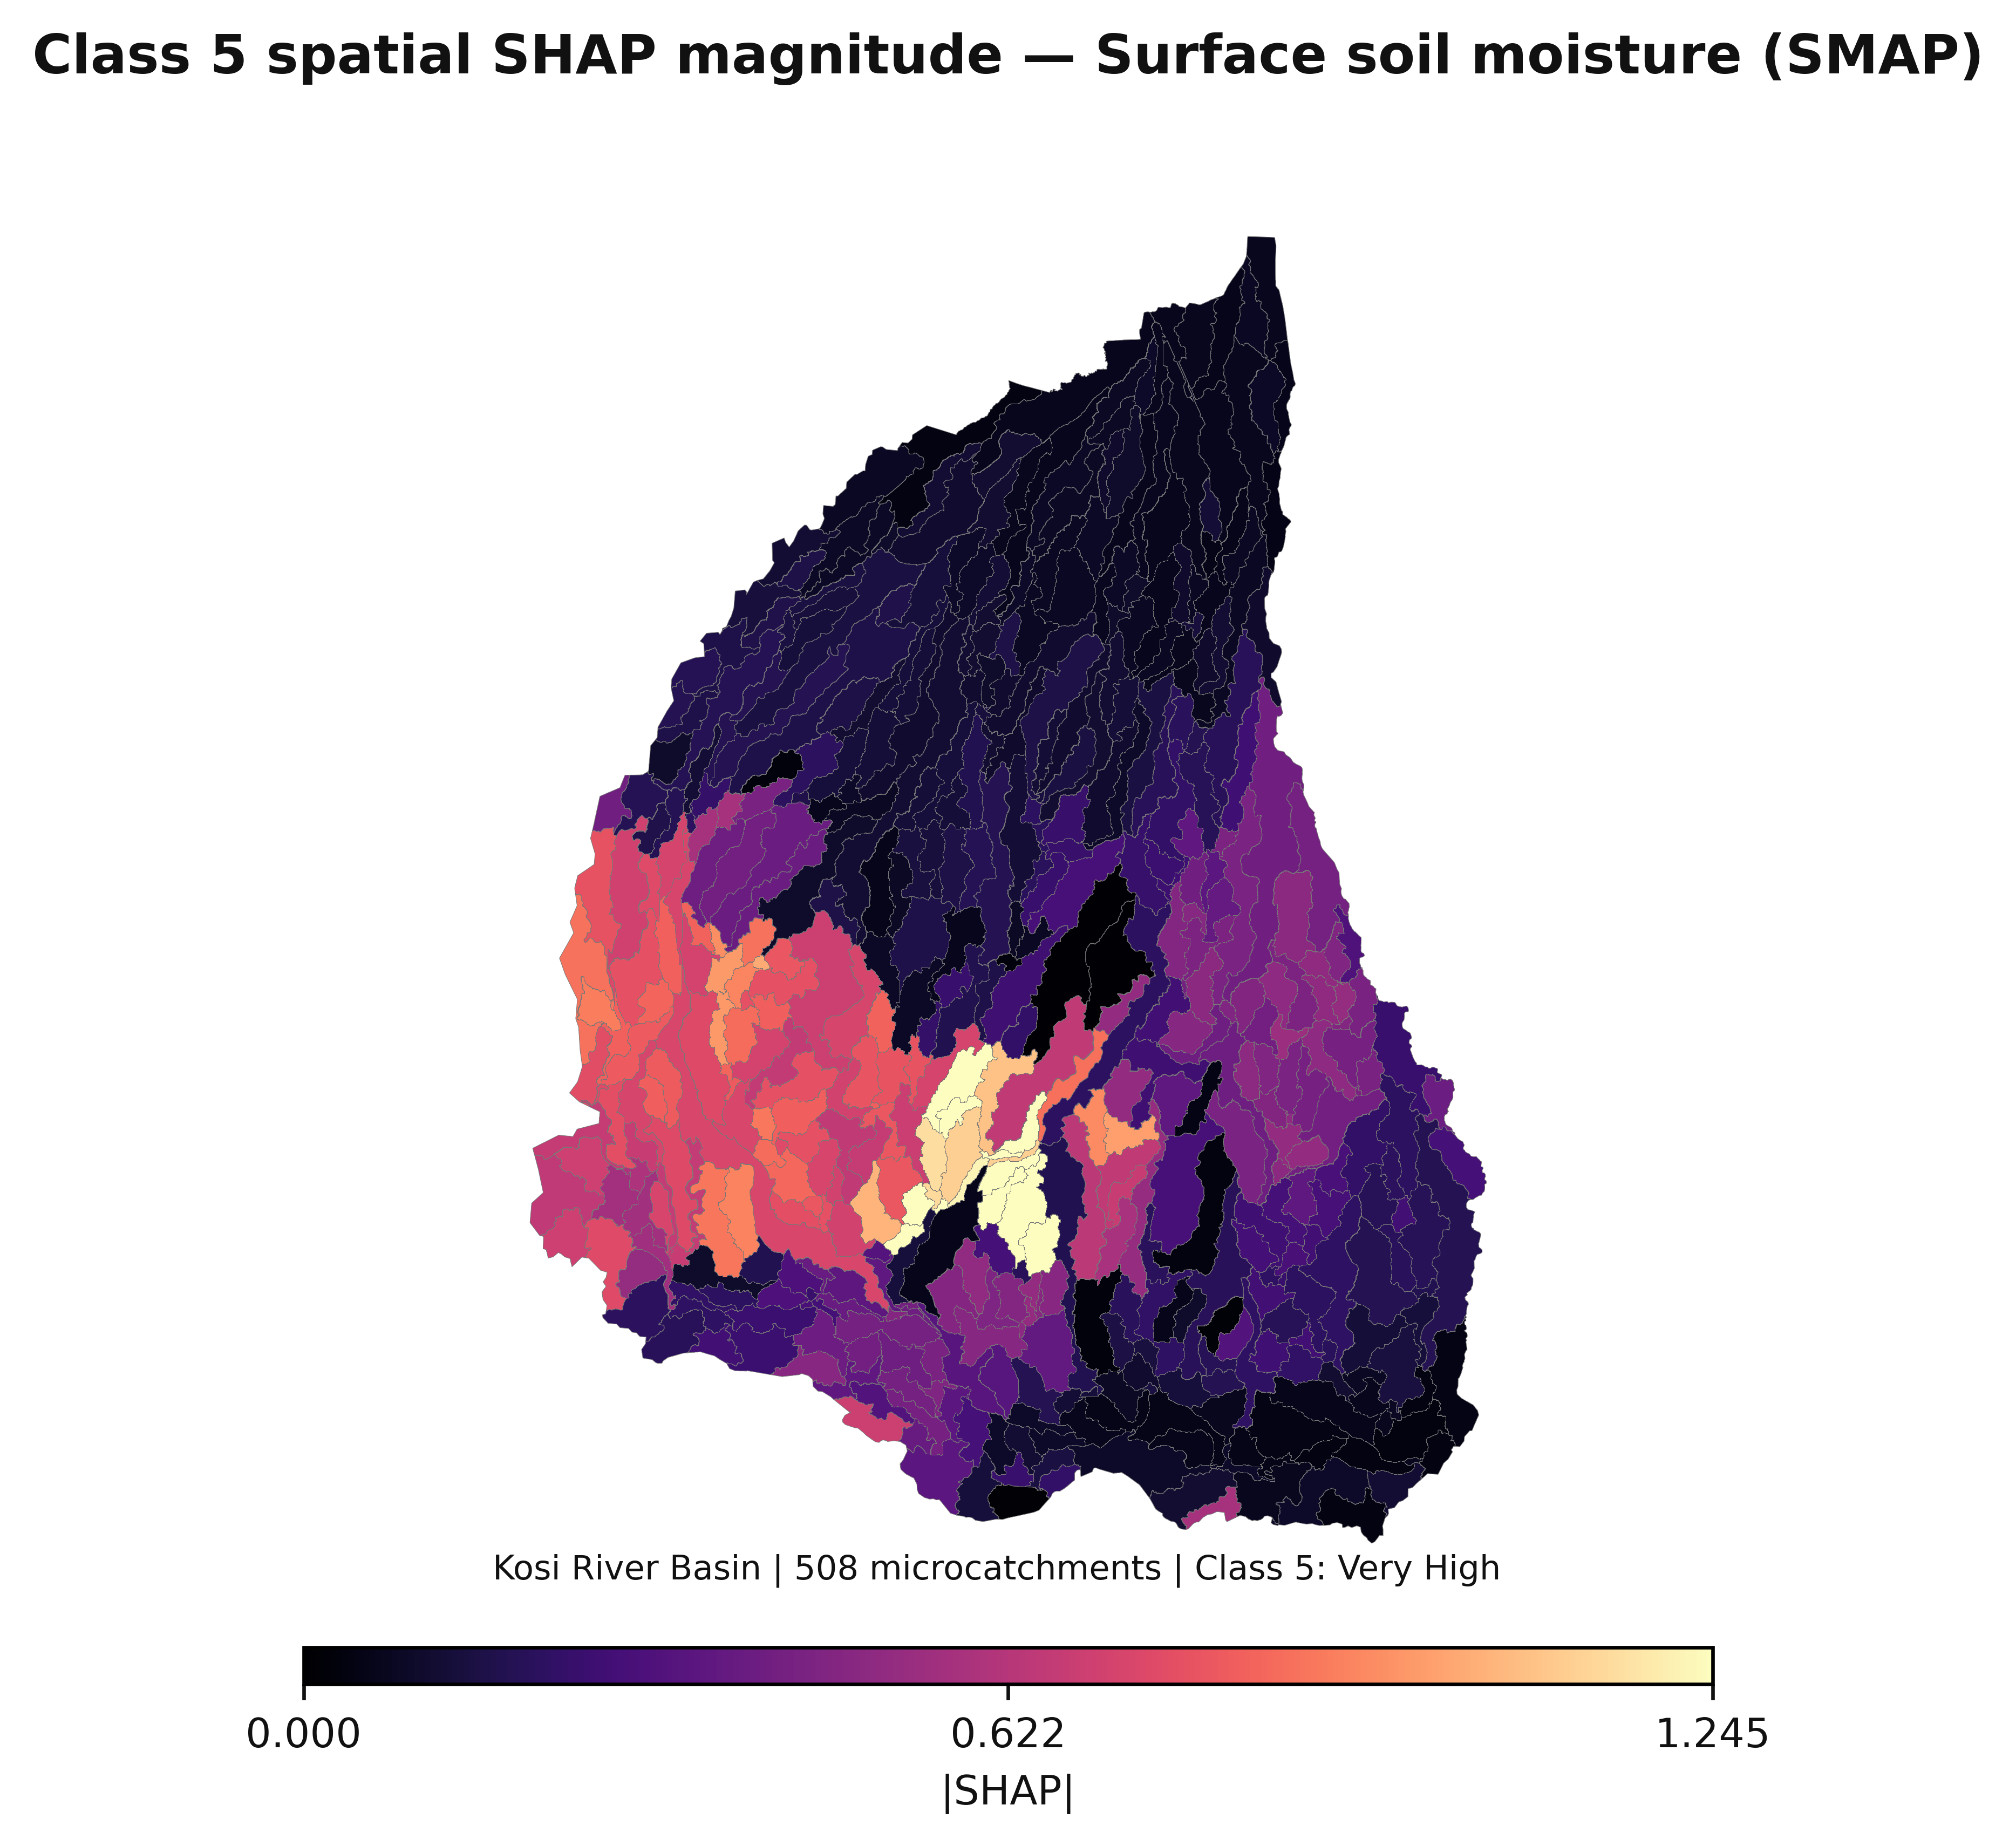 Class 5 spatial SHAP magnitude — Surface soil moisture (SMAP)
Kosi River Basin | 508 microcatchments | Class 5: Very High
0.000 0.622 1.245
|SHAP|